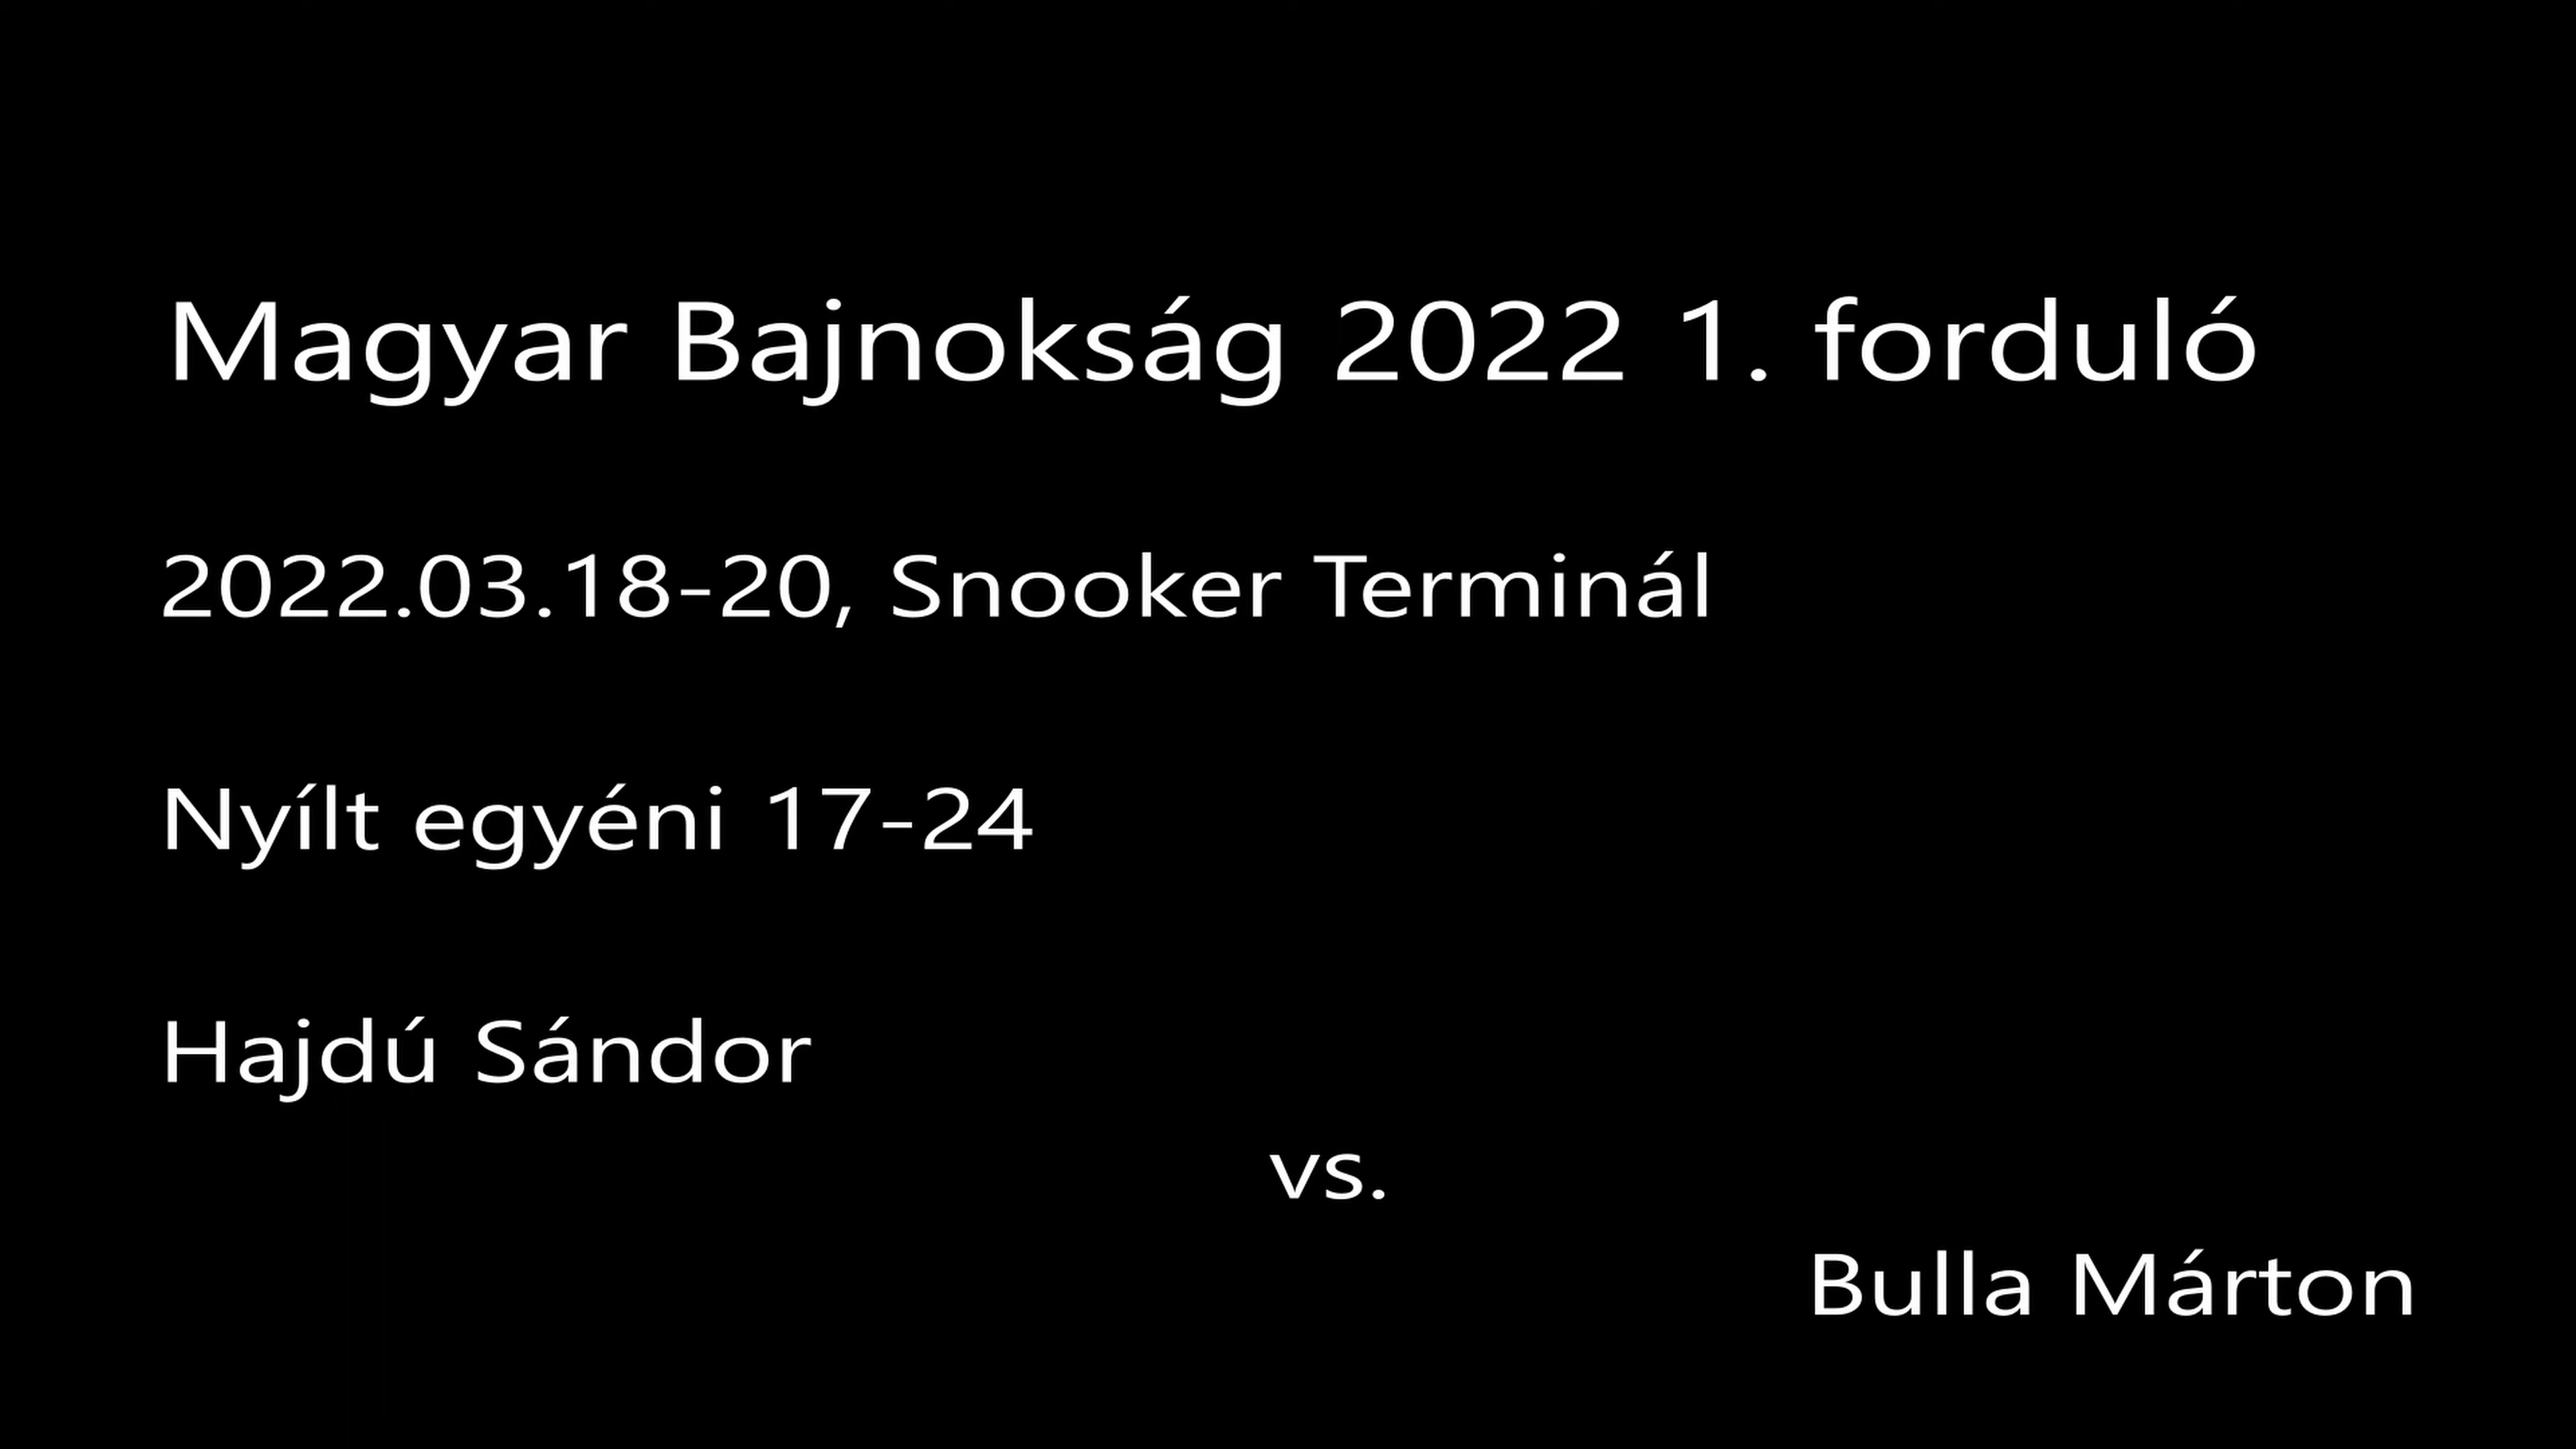 Magyar Bajnokság 2022 1. forduló
2022.03.18-20, Snooker Terminál
Nyílt egyéni 17-24
Hajdú Sándor
vs.
Bulla Márton